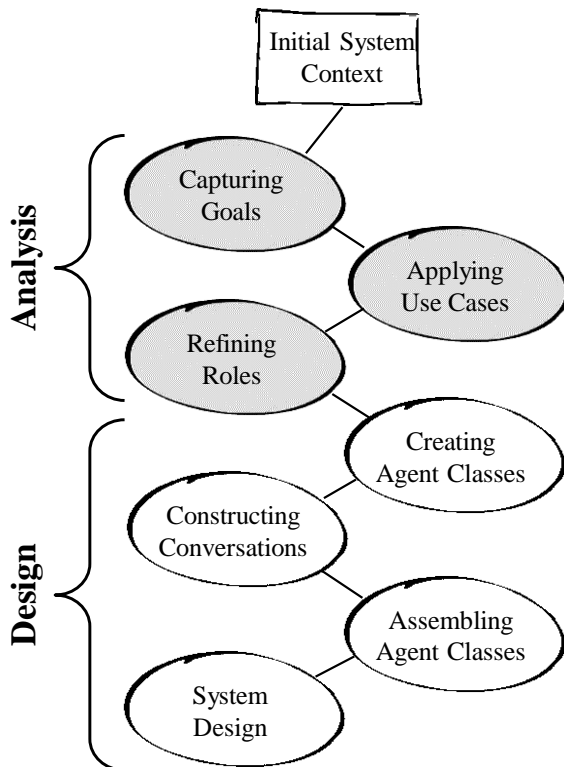 Initial System
Context
Analysis
Capturing
Goals
Applying
Use Cases
Refining
Roles
Design
Creating
Agent Classes
Constructing
Conversations
Assembling
Agent Classes
System
Design